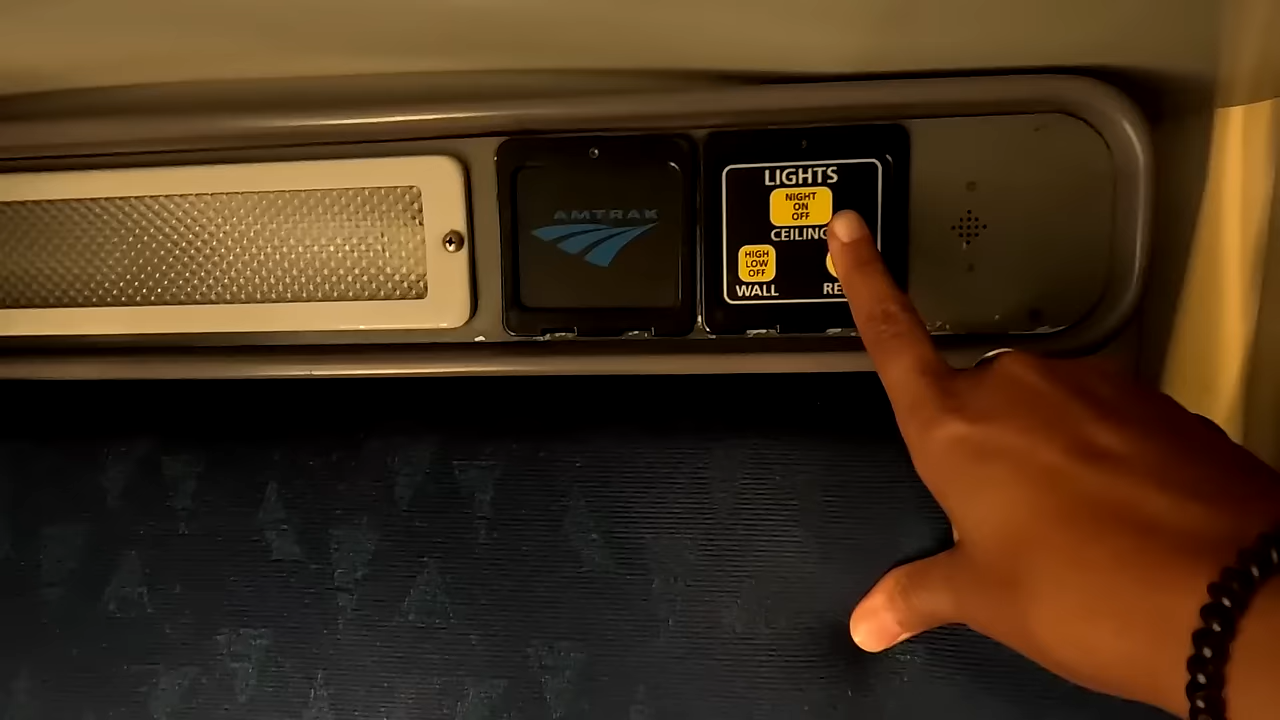 AMTRAK
LIGHTS
NIGHT
ON
OFF
CEILING
HIGH
LOW
OFF
WALL